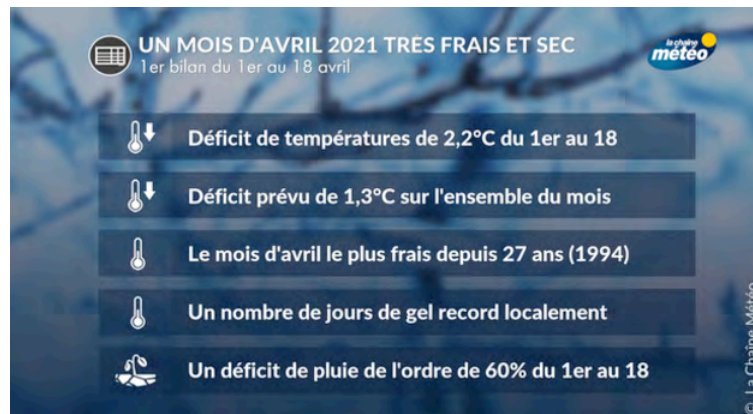 UN MOIS D'AVRIL 2021 TRÈS FRAIS ET SEC
1er bilan du 1er au 18 avril
la chaîne
météo
Déficit de températures de 2,2°C du 1er au 18
Déficit prévu de 1,3°C sur l'ensemble du mois
Le mois d'avril le plus frais depuis 27 ans (1994)
Un nombre de jours de gel record localement
Un déficit de pluie de l'ordre de 60% du 1er au 18
© La Chaîne Météo